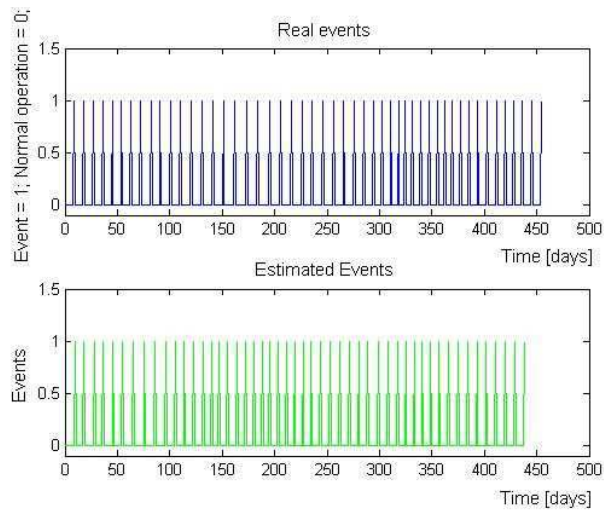 Real events
Event = 1; Normal operation = 0;
1.5
1
0.5
0
0 50 100 150 200 250 300 350 400 450 500
Time [days]
Estimated Events
Events
1.5
1
0.5
0
0 50 100 150 200 250 300 350 400 450 500
Time [days]